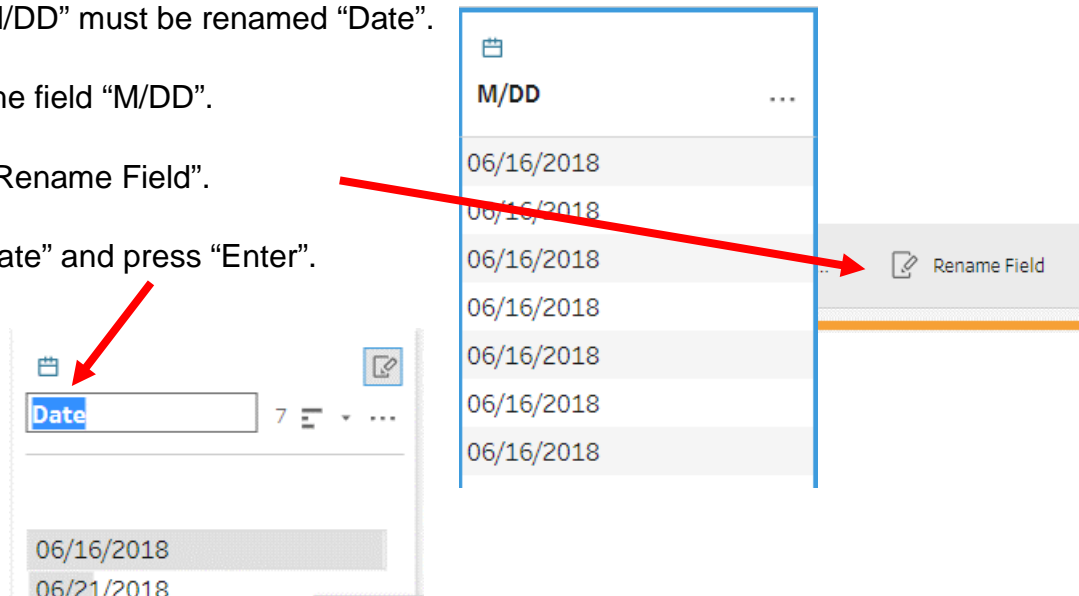 /DD” must be renamed “Date”.
ne field “M/DD”.
Rename Field”.
ate” and press “Enter”.
M/DD ...
06/16/2018
06/16/2018
06/16/2018
06/16/2018
06/16/2018
06/16/2018
06/16/2018
Rename Field
Date 7
06/16/2018
06/21/2018